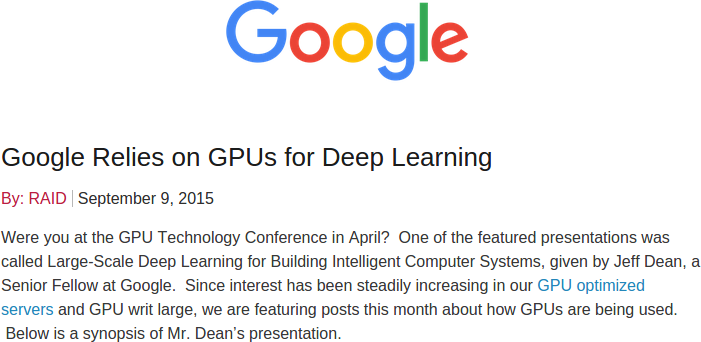 Google
Google Relies on GPUs for Deep Learning
By: RAID | September 9, 2015
Were you at the GPU Technology Conference in April?  One of the featured presentations was
called Large-Scale Deep Learning for Building Intelligent Computer Systems, given by Jeff Dean, a
Senior Fellow at Google.  Since interest has been steadily increasing in our GPU optimized
servers and GPU writ large, we are featuring posts this month about how GPUs are being used.
Below is a synopsis of Mr. Dean’s presentation.